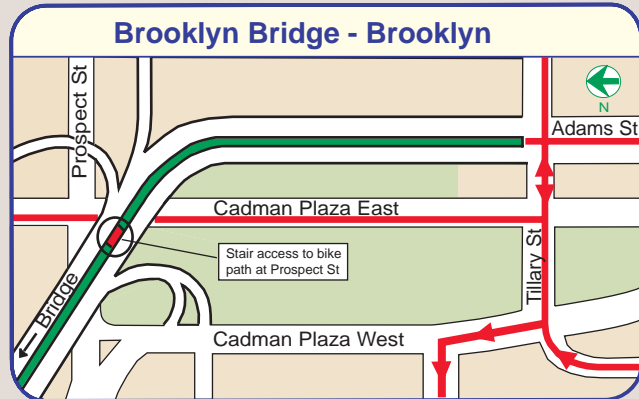 Brooklyn Bridge - Brooklyn
Prospect St
N
Adams St
Cadman Plaza East
Stair access to bike
path at Prospect St
Tillary St
Bridge
Cadman Plaza West